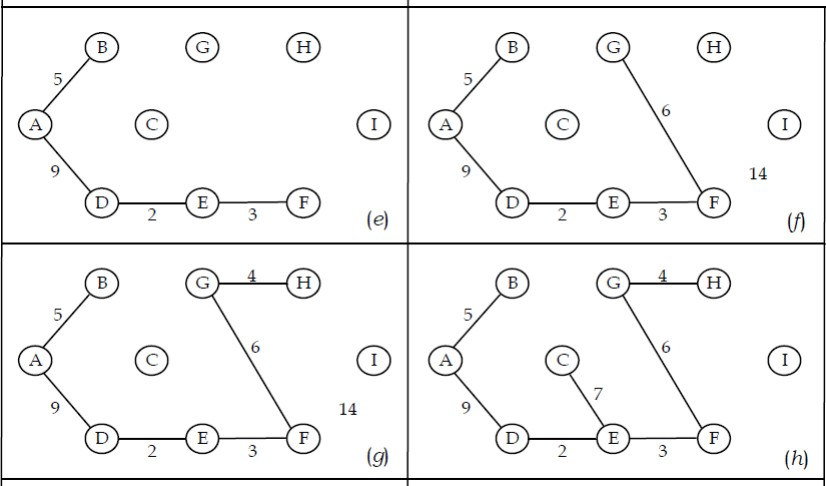 B G H
5
A C I
9
D 2 E 3 F
(e)
B G H
5 6
A C I
9 14
D 2 E 3 F
(f)
B G 4 H
5 6
A C I
9 14
D 2 E 3 F
(g)
B G 4 H
5 6
A C I
7
9
D 2 E 3 F
(h)